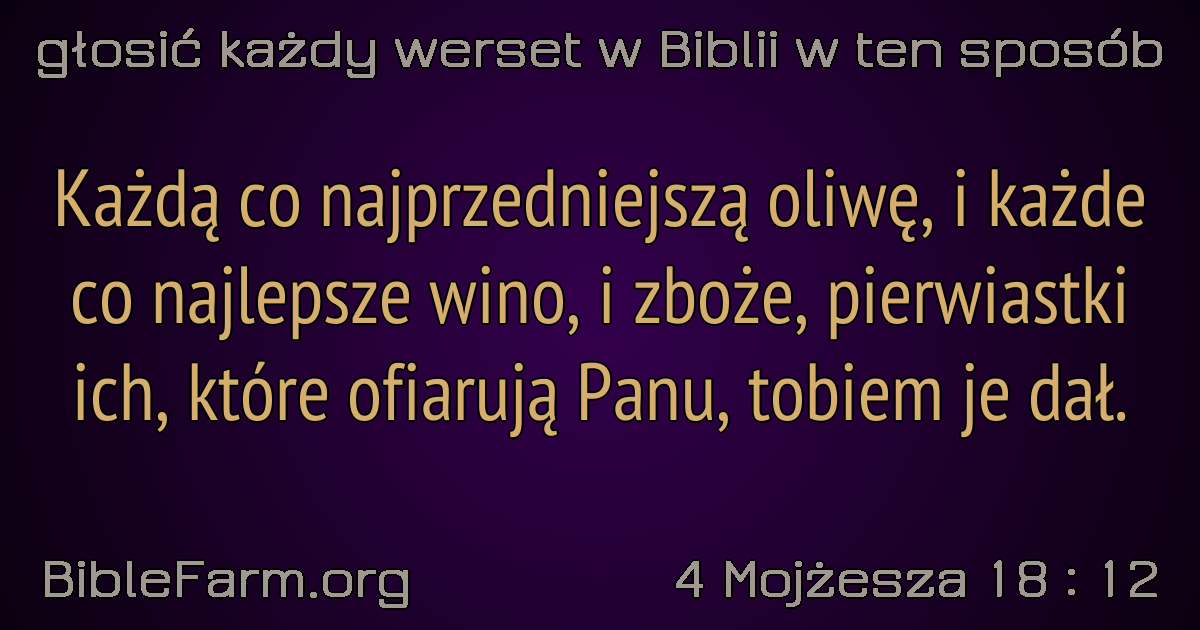 głosić każdy werset w Biblii w ten sposób
Każdą co najprzedniejszą oliwę, i każde
co najlepsze wino, i zboże, pierwiastki
ich, które ofiarują Panu, tobiem je dał.
BibleFarm.org
4 Mojżesza 18 : 12